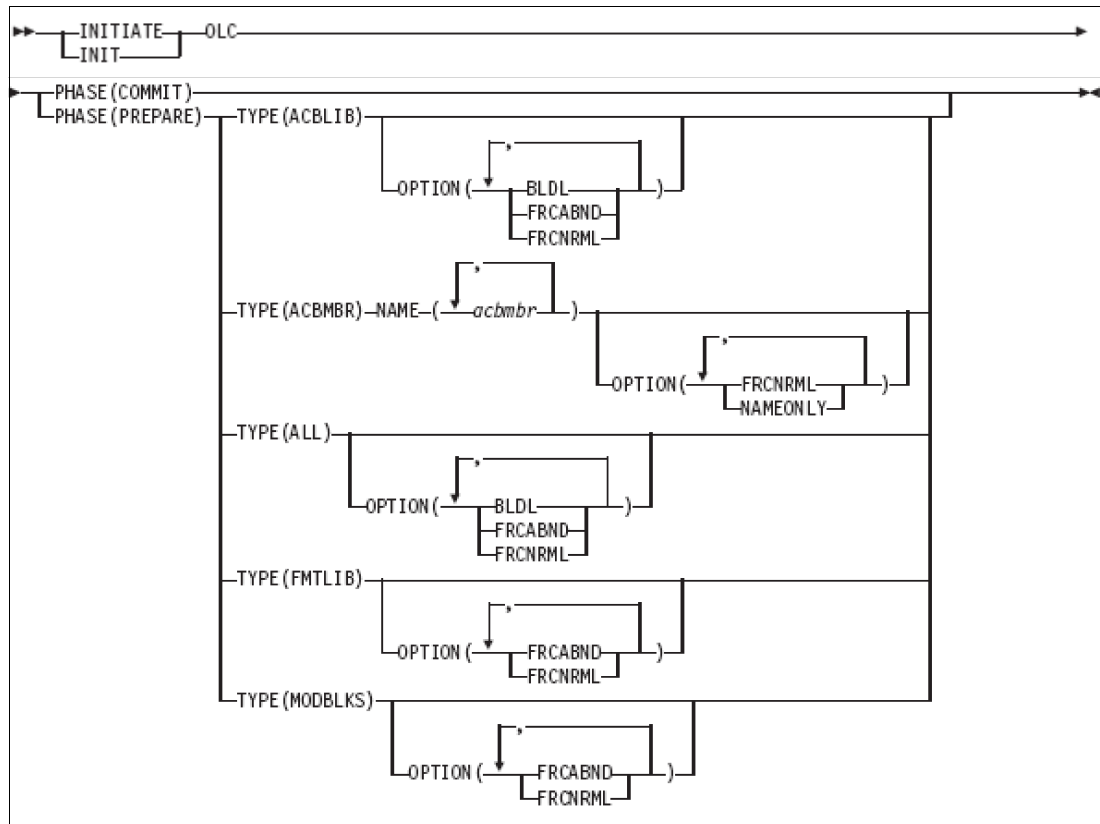 INITIATE OLC
INIT
PHASE(COMMIT)
PHASE(PREPARE) TYPE(ACBLIB)
,
OPTION( BLDL )
FRCABND
FRCNRML
,
TYPE(ACBMBR) NAME ( acbmbr )
,
OPTION( FRCNRML )
NAMEONLY
TYPE(ALL)
,
OPTION( BLDL )
FRCABND
FRCNRML
TYPE(FMTLIB)
,
OPTION( FRCABND )
FRCNRML
TYPE(MODBLKS)
,
OPTION( FRCABND )
FRCNRML